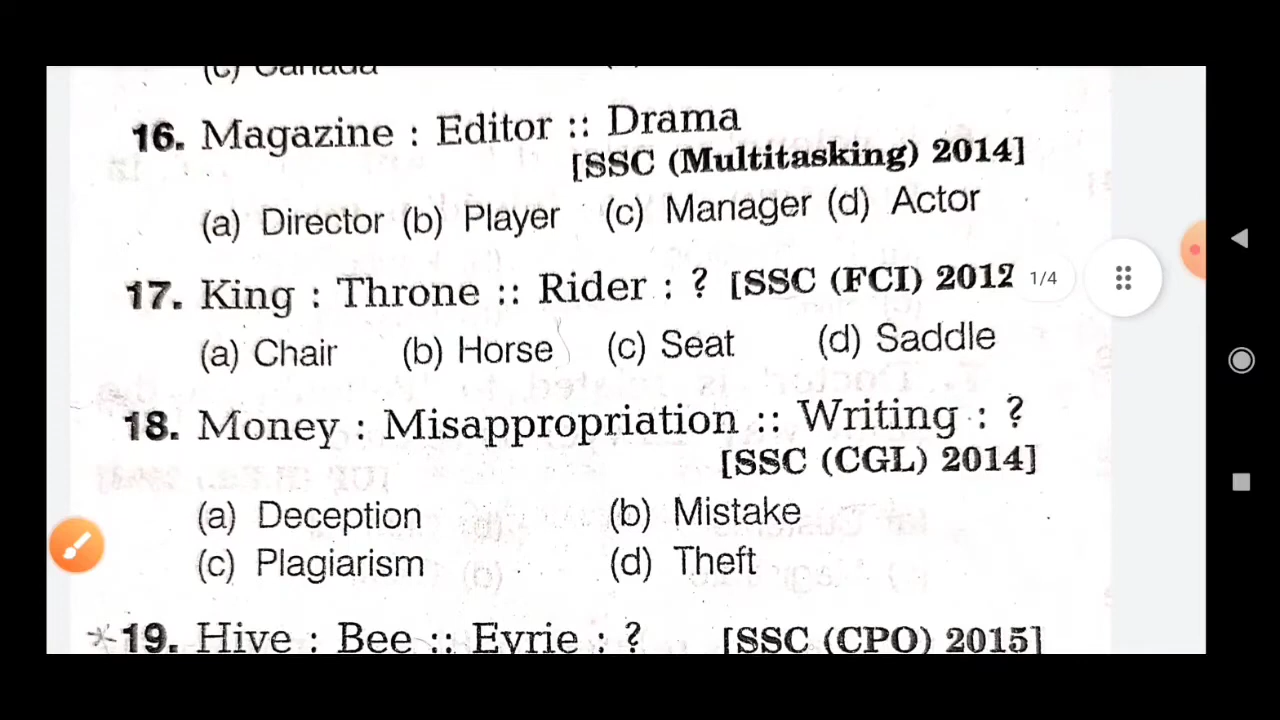 (c) Canada
16. Magazine : Editor :: Drama
[SSC (Multitasking) 2014]
(a) Director (b) Player (c) Manager (d) Actor
17. King : Throne :: Rider : ? [SSC (FCI) 2012
1/4
(a) Chair (b) Horse (c) Seat (d) Saddle
18. Money : Misappropriation :: Writing : ?
[SSC (CGL) 2014]
(a) Deception (b) Mistake
(c) Plagiarism (d) Theft
*19. Hive : Bee :: Eyrie : ? [SSC (CPO) 2015]